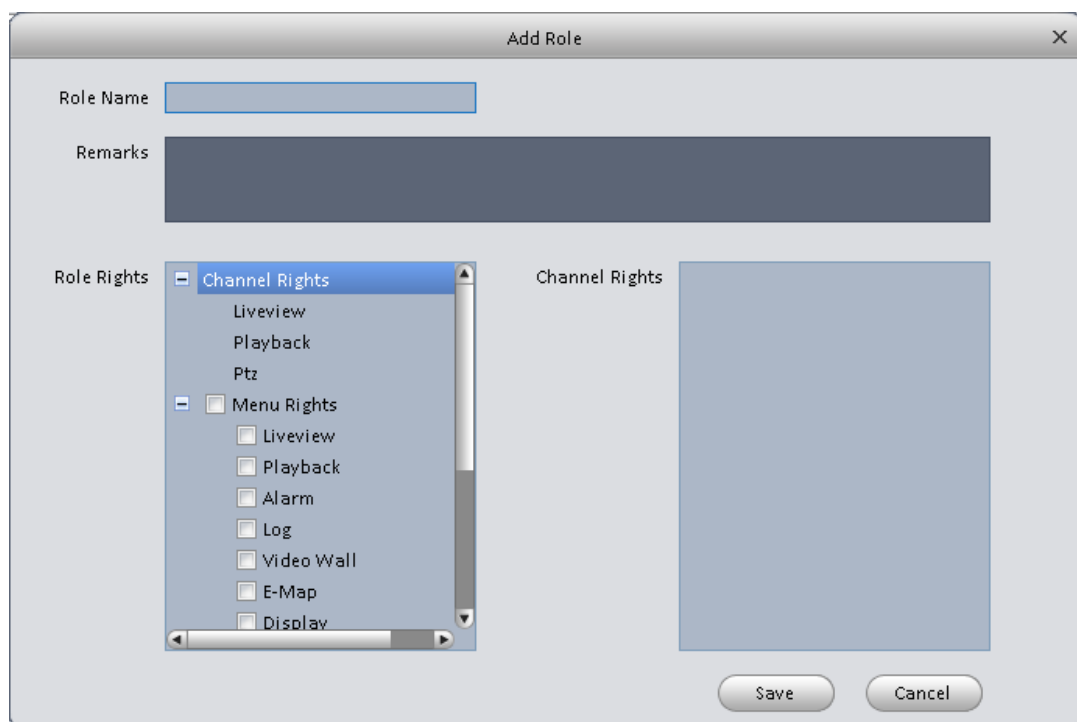 Add Role
Role Name
Remarks
Role Rights
Channel Rights
Liveview
Playback
Ptz
Menu Rights
Liveview
Playback
Alarm
Log
Video Wall
E-Map
Display
Channel Rights
Save
Cancel